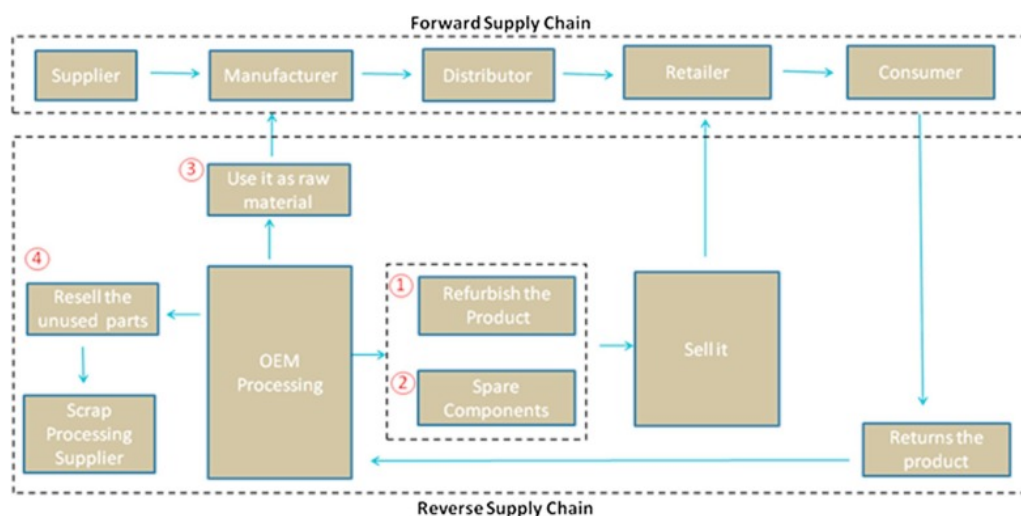 Forward Supply Chain
Supplier
Manufacturer
Distributor
Retailer
Consumer
③
Use it as raw
material
④
Resell the
unused parts
Scrap
Processing
Supplier
OEM
Processing
①
Refurbish the
Product
②
Spare
Components
Sell it
Returns the
product
Reverse Supply Chain